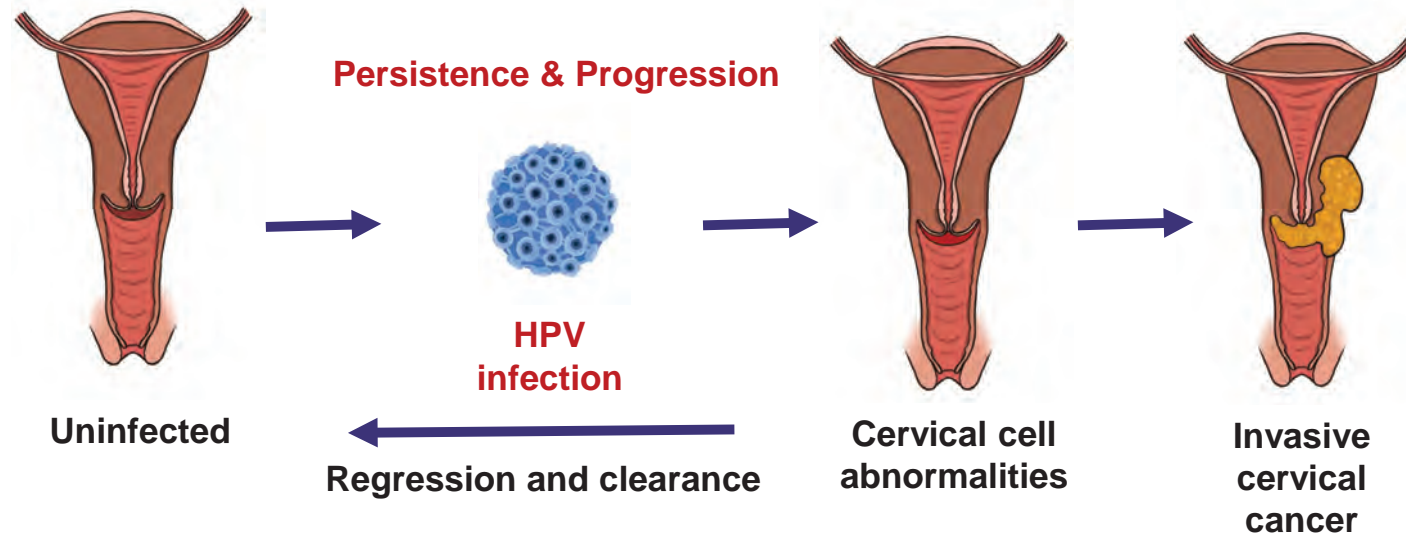 Persistence & Progression
HPV
infection
Uninfected
Regression and clearance
Cervical cell
abnormalities
Invasive
cervical
cancer